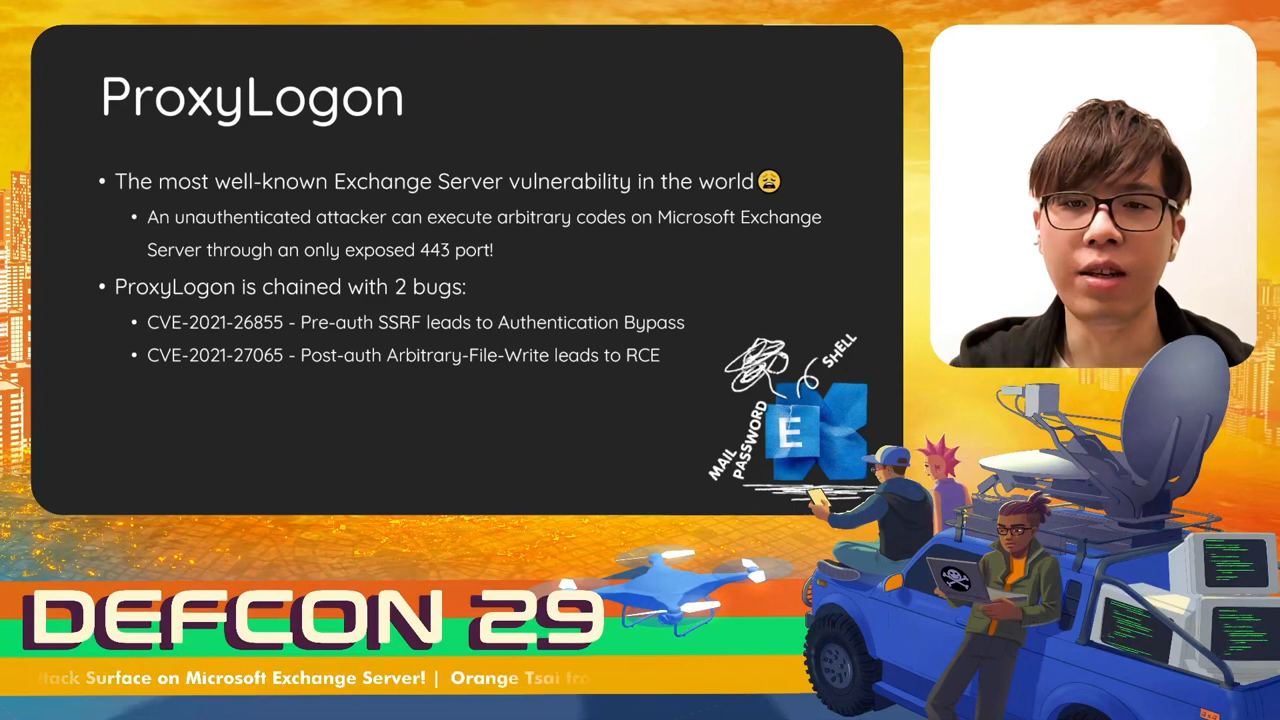 ProxyLogon
• The most well-known Exchange Server vulnerability in the world😩
• An unauthenticated attacker can execute arbitrary codes on Microsoft Exchange
Server through an only exposed 443 port!
• ProxyLogon is chained with 2 bugs:
• CVE-2021-26855 - Pre-auth SSRF leads to Authentication Bypass
• CVE-2021-27065 - Post-auth Arbitrary-File-Write leads to RCE
SHELL
MAIL
PASSWORD
E
DEFCON 29
ttack Surface on Microsoft Exchange Server! | Orange Tsai fro